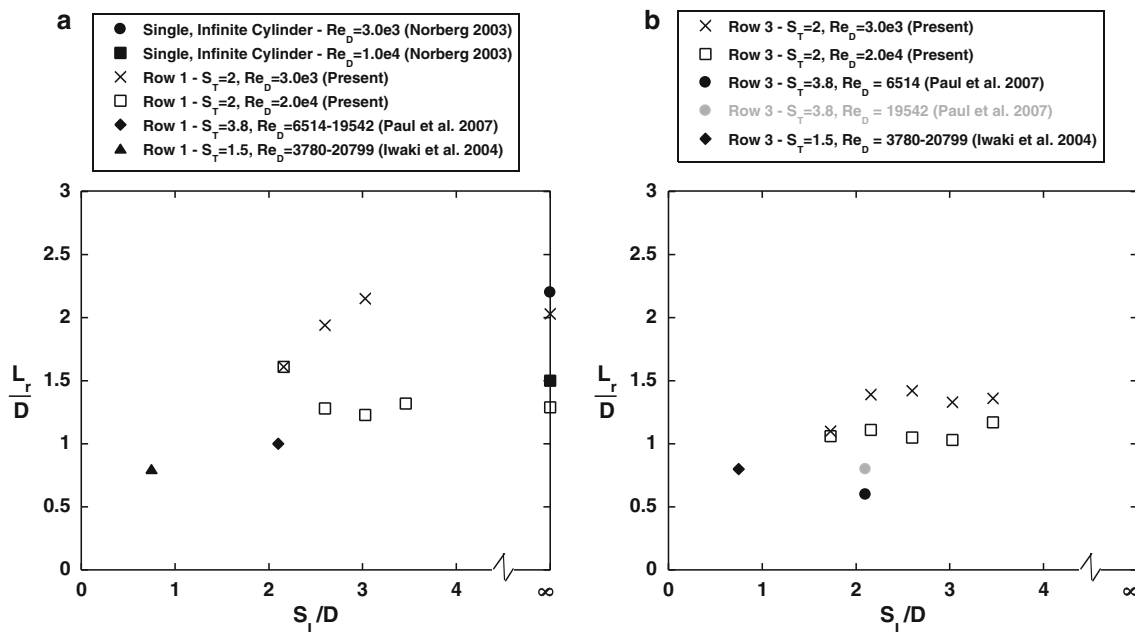 a
Single, Infinite Cylinder - Re_D=3.0e3 (Norberg 2003)
Single, Infinite Cylinder - Re_D=1.0e4 (Norberg 2003)
Row 1 - S_T=2, Re_D=3.0e3 (Present)
Row 1 - S_T=2, Re_D=2.0e4 (Present)
Row 1 - S_T=3.8, Re_D=6514-19542 (Paul et al. 2007)
Row 1 - S_T=1.5, Re_D=3780-20799 (Iwaki et al. 2004)
3
2.5
2
1.5
1
0.5
0
L_r
D
0 1 2 3 4 ∞
S_L/D
b
Row 3 - S_T=2, Re_D=3.0e3 (Present)
Row 3 - S_T=2, Re_D=2.0e4 (Present)
Row 3 - S_T=3.8, Re_D = 6514 (Paul et al. 2007)
Row 3 - S_T=3.8, Re_D = 19542 (Paul et al. 2007)
Row 3 - S_T=1.5, Re_D = 3780-20799 (Iwaki et al. 2004)
3
2.5
2
1.5
1
0.5
0
L_r
D
0 1 2 3 4 ∞
S_L/D